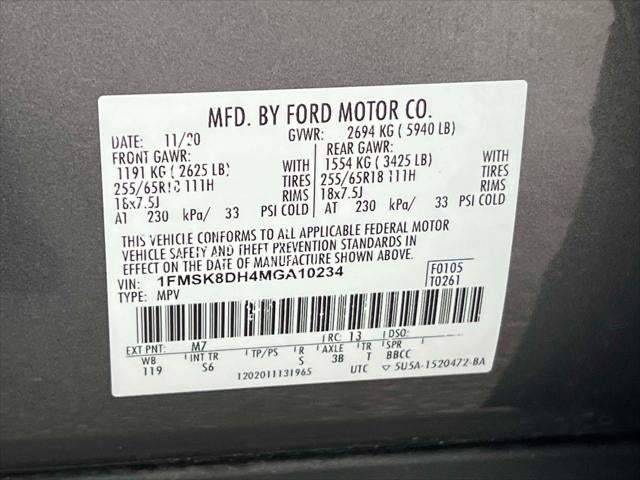 MFD. BY FORD MOTOR CO.
DATE: 11/20 GVWR: 2694 KG ( 5940 LB)
FRONT GAWR: REAR GAWR:
1191 KG ( 2625 LB) WITH 1554 KG ( 3425 LB) WITH
255/65R18 111H TIRES 255/65R18 111H TIRES
18x7.5J RIMS 18x7.5J RIMS
AT 230 kPa/ 33 PSI COLD AT 230 kPa/ 33 PSI COLD
THIS VEHICLE CONFORMS TO ALL APPLICABLE FEDERAL MOTOR
VEHICLE SAFETY AND THEFT PREVENTION STANDARDS IN
EFFECT ON THE DATE OF MANUFACTURE SHOWN ABOVE.
VIN: 1FMSK8DH4MGA10234 F0105
TYPE: MPV T0261
EXT PNT: M7 RC: 13 DSO:
WB INT TR TP/PS R AXLE TR SPR
119 S6 S 3B T BBCC
1202011131965 UTC ▽ 5U5A-1520472-BA